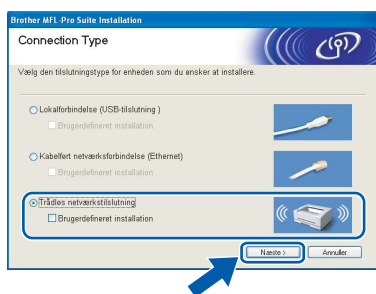 Brother MFL-Pro Suite Installation
Connection Type
Vælg den tilslutningstype for enheden som du ønsker at installere.
Lokalforbindelse (USB-tilslutning )
Brugerdefineret installation
Kabelført netværksforbindelse (Ethernet)
Brugerdefineret installation
Trådløs netværkstilslutning
Brugerdefineret installation
Næste >
Annuller